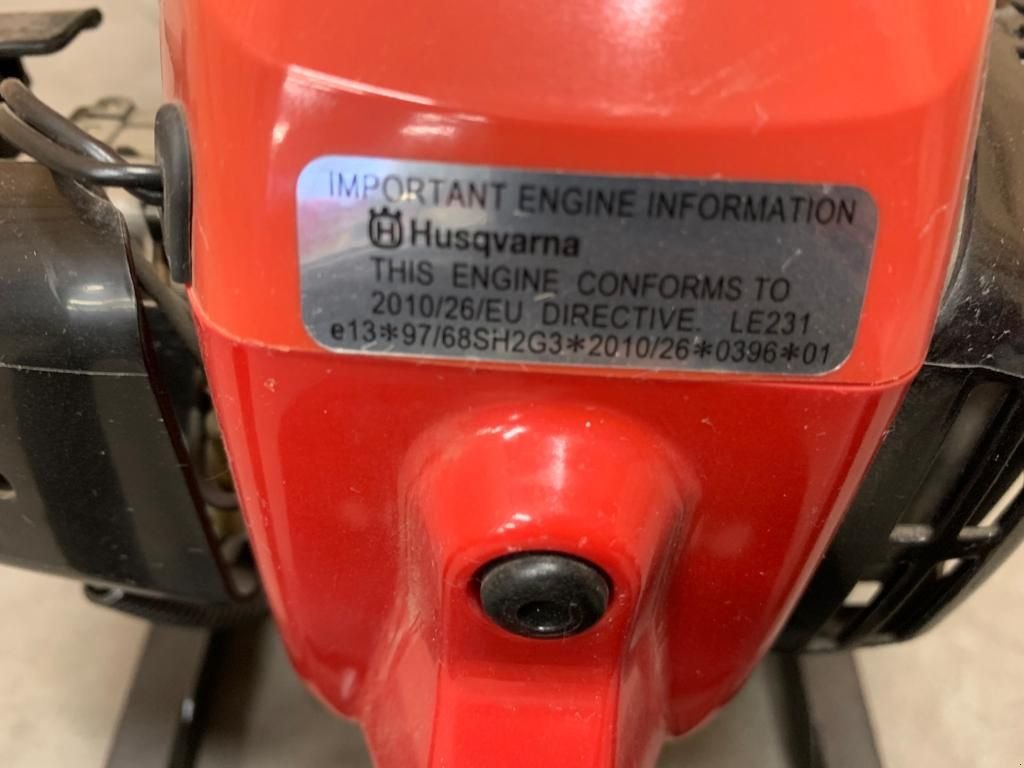 IMPORTANT ENGINE INFORMATION
Husqvarna
THIS ENGINE CONFORMS TO
2010/26/EU DIRECTIVE. LE231
e13*97/68SH2G3*2010/26*0396*01